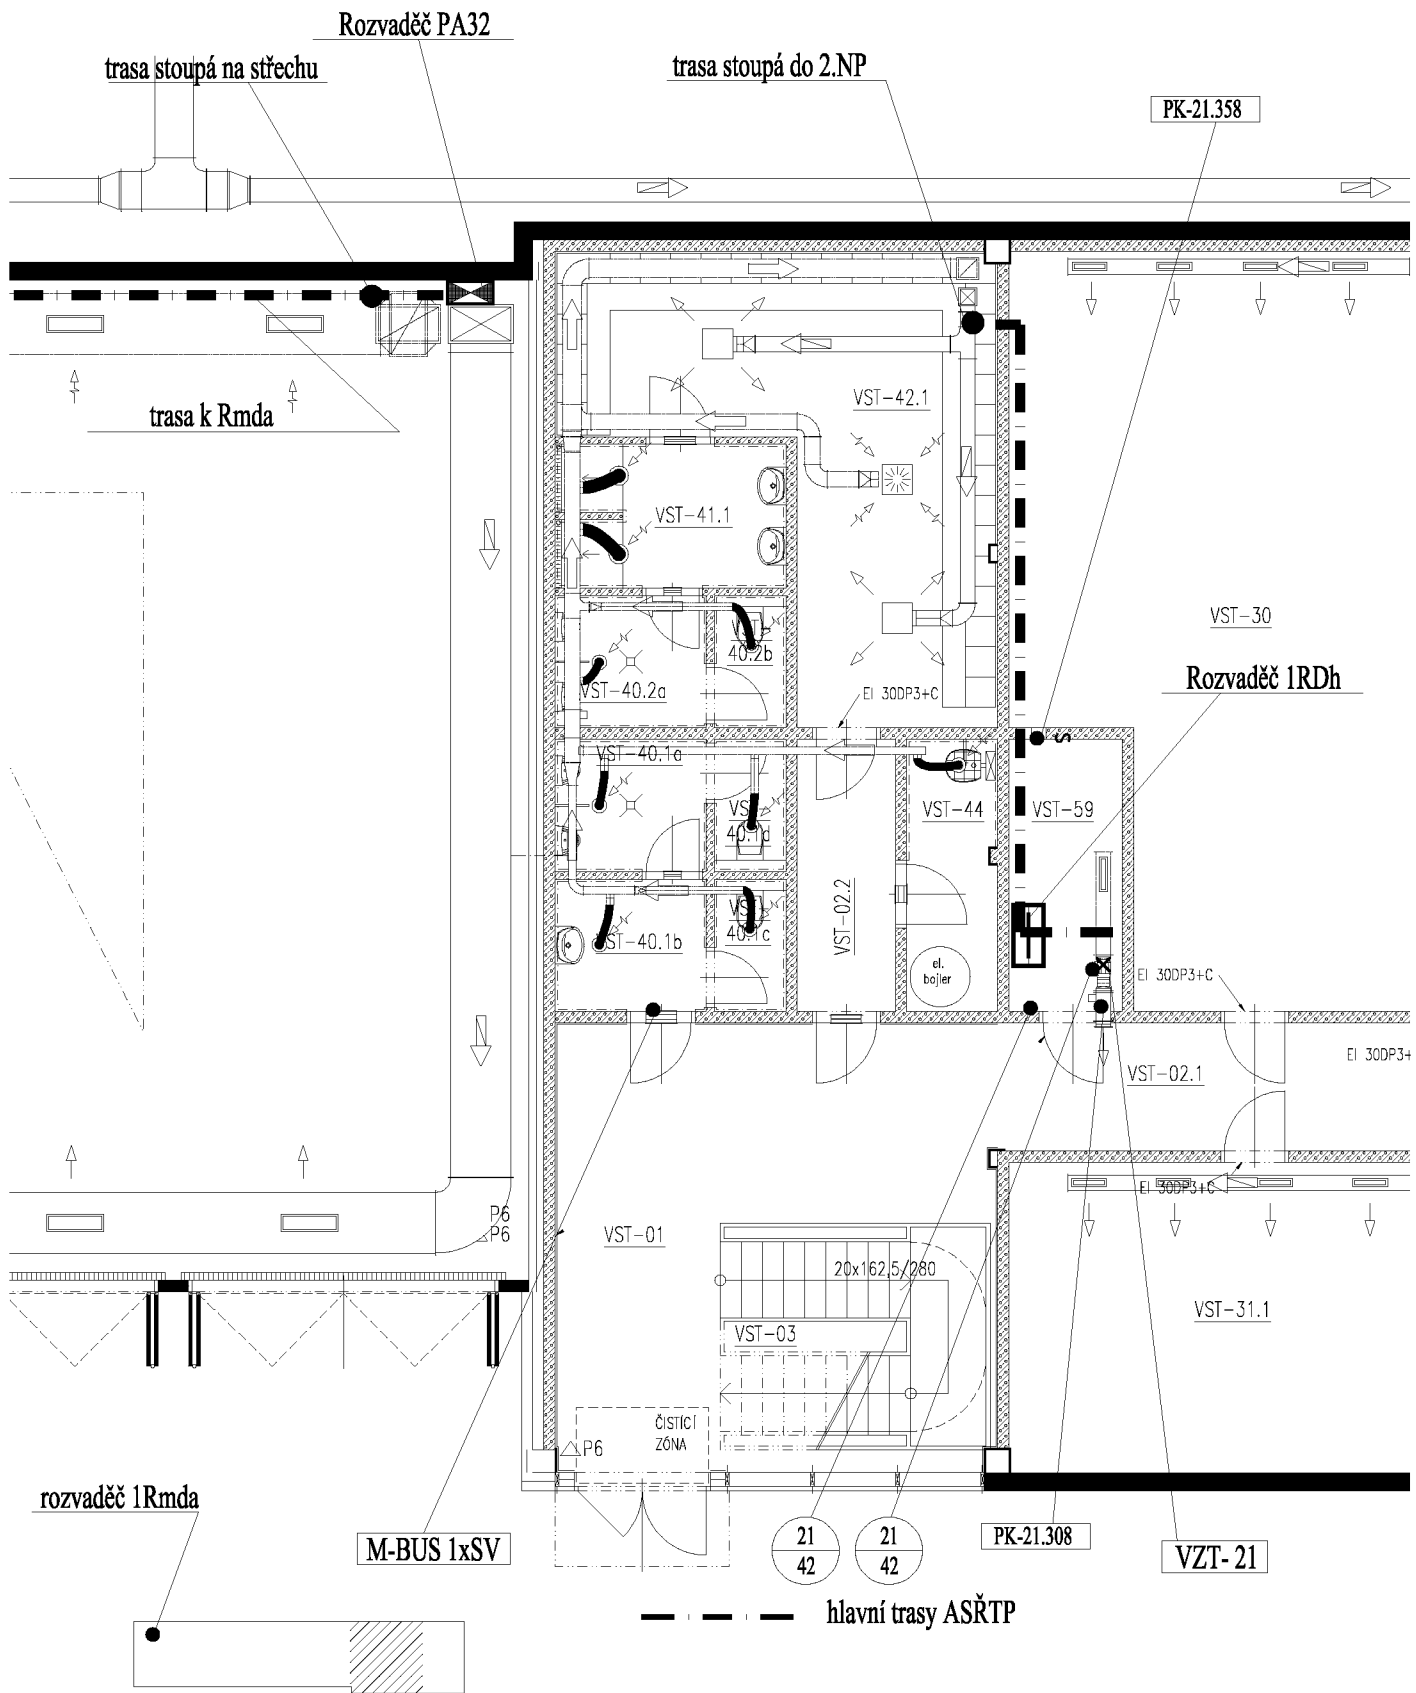 Rozvaděč PA32
trasa stoupá na střechu
trasa stoupá do 2.NP
PK-21.358
trasa k Rmda
VST-42.1
VST-41.1
VST-30
40.2b
VST-40.2a
EI 30DP3+C
Rozvaděč 1RDh
VST-40.1a
VST-44
VST-59
40.1d
VST-02.2
VST-40.1b
40.1c
el.
bojler
EI 30DP3+C
EI 30DP3+
VST-02.1
EI 30DP3+C
P6
P6
VST-01
20x162,5/280
VST-31.1
VST-03
ČISTÍCÍ
ZÓNA
P6
rozvaděč 1Rmda
M-BUS 1xSV
21
42
21
42
PK-21.308
VZT- 21
hlavní trasy ASŘTP